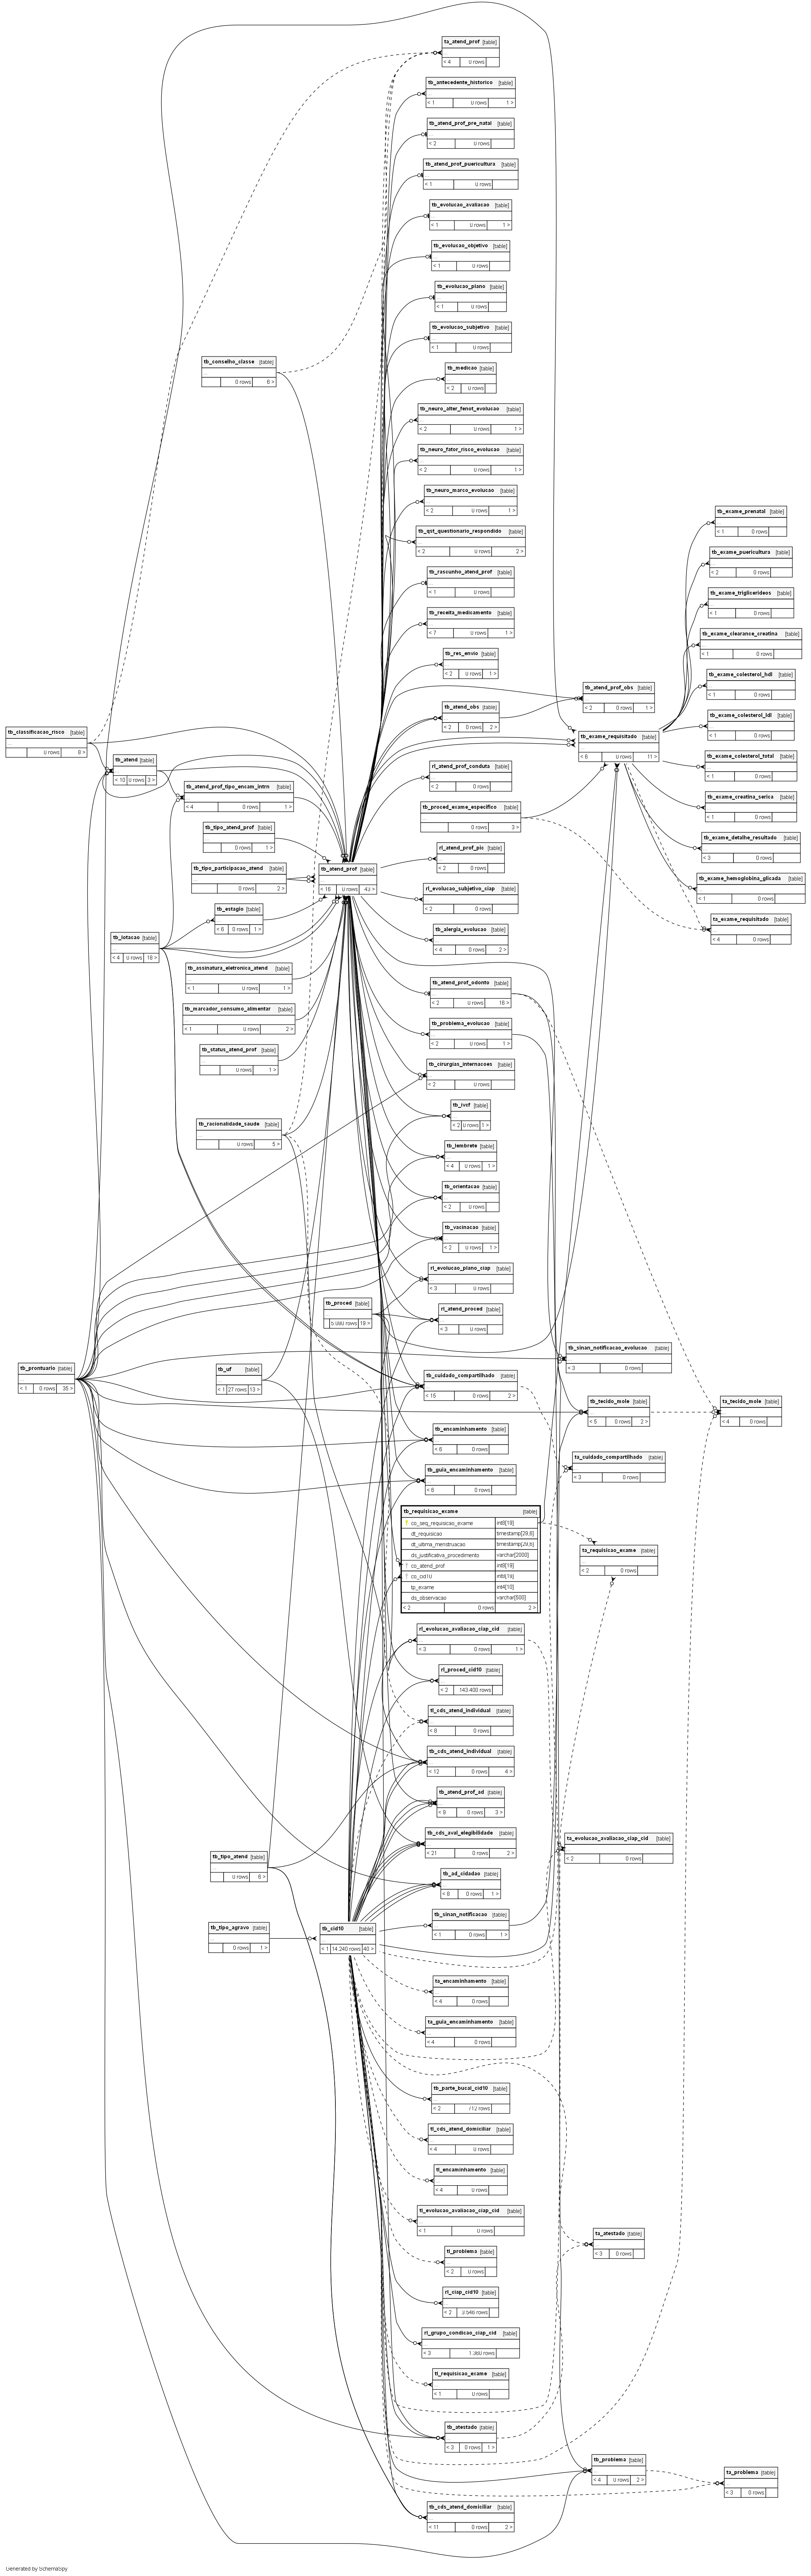 ta_atend_prof [table]
< 4 0 rows
tb_antecedente_historico [table]
< 1 0 rows 1 >
tb_atend_prof_pre_natal [table]
< 2 0 rows
tb_atend_prof_puericultura [table]
< 1 0 rows
tb_evolucao_avaliacao [table]
< 1 0 rows 1 >
tb_evolucao_objetivo [table]
< 1 0 rows
tb_evolucao_plano [table]
< 1 0 rows
tb_evolucao_subjetivo [table]
< 1 0 rows
tb_conselho_classe [table]
0 rows 8 >
tb_medicao [table]
< 2 0 rows
tb_neuro_alter_fenot_evolucao [table]
< 2 0 rows 1 >
tb_neuro_fator_risco_evolucao [table]
< 2 0 rows 1 >
tb_neuro_marco_evolucao [table]
< 2 0 rows 1 >
tb_qst_questionario_respondido [table]
< 2 0 rows 2 >
tb_rascunho_atend_prof [table]
< 1 0 rows
tb_receita_medicamento [table]
< 7 0 rows 1 >
tb_res_envio [table]
< 2 0 rows 1 >
tb_exame_prenatal [table]
< 1 0 rows
tb_exame_puericultura [table]
< 2 0 rows
tb_exame_triglicerideos [table]
< 1 0 rows
tb_exame_clearance_creatina [table]
< 1 0 rows
tb_exame_colesterol_hdl [table]
< 1 0 rows
tb_exame_colesterol_ldl [table]
< 1 0 rows
tb_exame_colesterol_total [table]
< 1 0 rows
tb_exame_creatina_serica [table]
< 1 0 rows
tb_exame_detalhe_resultado [table]
< 3 0 rows
tb_exame_hemoglobina_glicada [table]
< 1 0 rows
ta_exame_requisitado [table]
< 4 0 rows
tb_atend_prof_obs [table]
< 2 0 rows 1 >
tb_atend_obs [table]
< 2 0 rows 2 >
tb_exame_requisitado [table]
< 6 0 rows 11 >
tb_classificacao_risco [table]
0 rows 8 >
tb_atend [table]
< 10 0 rows 3 >
tb_atend_prof_tipo_encam_intrn [table]
< 4 0 rows 1 >
rl_atend_prof_conduta [table]
< 2 0 rows
tb_proced_exame_especifico [table]
0 rows 3 >
tb_tipo_atend_prof [table]
0 rows 1 >
tb_tipo_participacao_atend [table]
0 rows 2 >
tb_atend_prof [table]
< 16 0 rows 43 >
rl_atend_prof_pic [table]
< 2 0 rows
rl_evolucao_subjetivo_ciap [table]
< 2 0 rows
tb_estagio [table]
< 6 0 rows 1 >
tb_lotacao [table]
< 4 0 rows 18 >
tb_alergia_evolucao [table]
< 4 0 rows 2 >
tb_assinatura_eletronica_atend [table]
< 1 0 rows 1 >
tb_atend_prof_odonto [table]
< 2 0 rows 16 >
tb_marcador_consumo_alimentar [table]
< 1 0 rows 2 >
tb_problema_evolucao [table]
< 2 0 rows 1 >
tb_status_atend_prof [table]
0 rows 1 >
tb_cirurgias_internacoes [table]
< 2 0 rows
tb_racionalidade_saude [table]
0 rows 5 >
tb_ivcf [table]
< 2 0 rows 1 >
tb_lembrete [table]
< 4 0 rows 1 >
tb_orientacao [table]
< 2 0 rows
tb_vacinacao [table]
< 2 0 rows 1 >
rl_evolucao_plano_ciap [table]
< 3 0 rows
tb_proced [table]
19 >
rl_atend_proced [table]
< 3 0 rows
tb_prontuario [table]
< 1 0 rows 35 >
tb_uf [table]
< 1 27 rows 13 >
tb_sinan_notificacao_evolucao [table]
< 3 0 rows
tb_cuidado_compartilhado [table]
< 15 0 rows 2 >
tb_tecido_mole [table]
< 5 0 rows 2 >
ta_tecido_mole [table]
< 4 0 rows
tb_encaminhamento [table]
< 6 0 rows
ta_cuidado_compartilhado [table]
< 3 0 rows
tb_guia_encaminhamento [table]
< 6 0 rows
tb_requisicao_exame [table]
co_seq_requisicao_exame int8[19]
dt_requisicao timestamp[29,6]
dt_ultima_menstruacao timestamp[29,6]
ds_justificativa_procedimento varchar[2000]
co_atend_prof int8[19]
co_cid10 int8[19]
tp_exame int4[10]
ds_observacao varchar[500]
< 2 0 rows 2 >
ta_requisicao_exame [table]
< 2 0 rows
rl_evolucao_avaliacao_ciap_cid [table]
< 3 0 rows 1 >
rl_proced_cid10 [table]
< 2 143.400 rows
tl_cds_atend_individual [table]
< 8 0 rows
tb_cds_atend_individual [table]
< 12 0 rows 4 >
tb_atend_prof_ad [table]
< 8 0 rows 3 >
tb_cds_aval_elegibilidade [table]
< 21 0 rows 2 >
ta_evolucao_avaliacao_ciap_cid [table]
< 2 0 rows
tb_tipo_atend [table]
0 rows 6 >
tb_ad_cidadao [table]
< 6 0 rows 1 >
tb_sinan_notificacao [table]
< 1 0 rows 1 >
tb_tipo_agravo [table]
0 rows 1 >
tb_cid10 [table]
< 1 14.240 rows 40 >
ta_encaminhamento [table]
< 4 0 rows
ta_guia_encaminhamento [table]
< 4 0 rows
tb_parte_bucal_cid10 [table]
< 2 712 rows
tl_cds_atend_domiciliar [table]
< 4 0 rows
tl_encaminhamento [table]
< 4 0 rows
tl_evolucao_avaliacao_ciap_cid [table]
< 1 0 rows
ta_atestado [table]
< 3 0 rows
tl_problema [table]
< 2 0 rows
rl_ciap_cid10 [table]
< 2
rl_grupo_condicao_ciap_cid [table]
< 3
tl_requisicao_exame [table]
< 1 0 rows
tb_atestado [table]
< 3 0 rows 1 >
tb_problema [table]
< 4 0 rows 2 >
ta_problema [table]
< 3 0 rows
tb_cds_atend_domiciliar [table]
< 11 0 rows 2 >
Generated by SchemaSpy